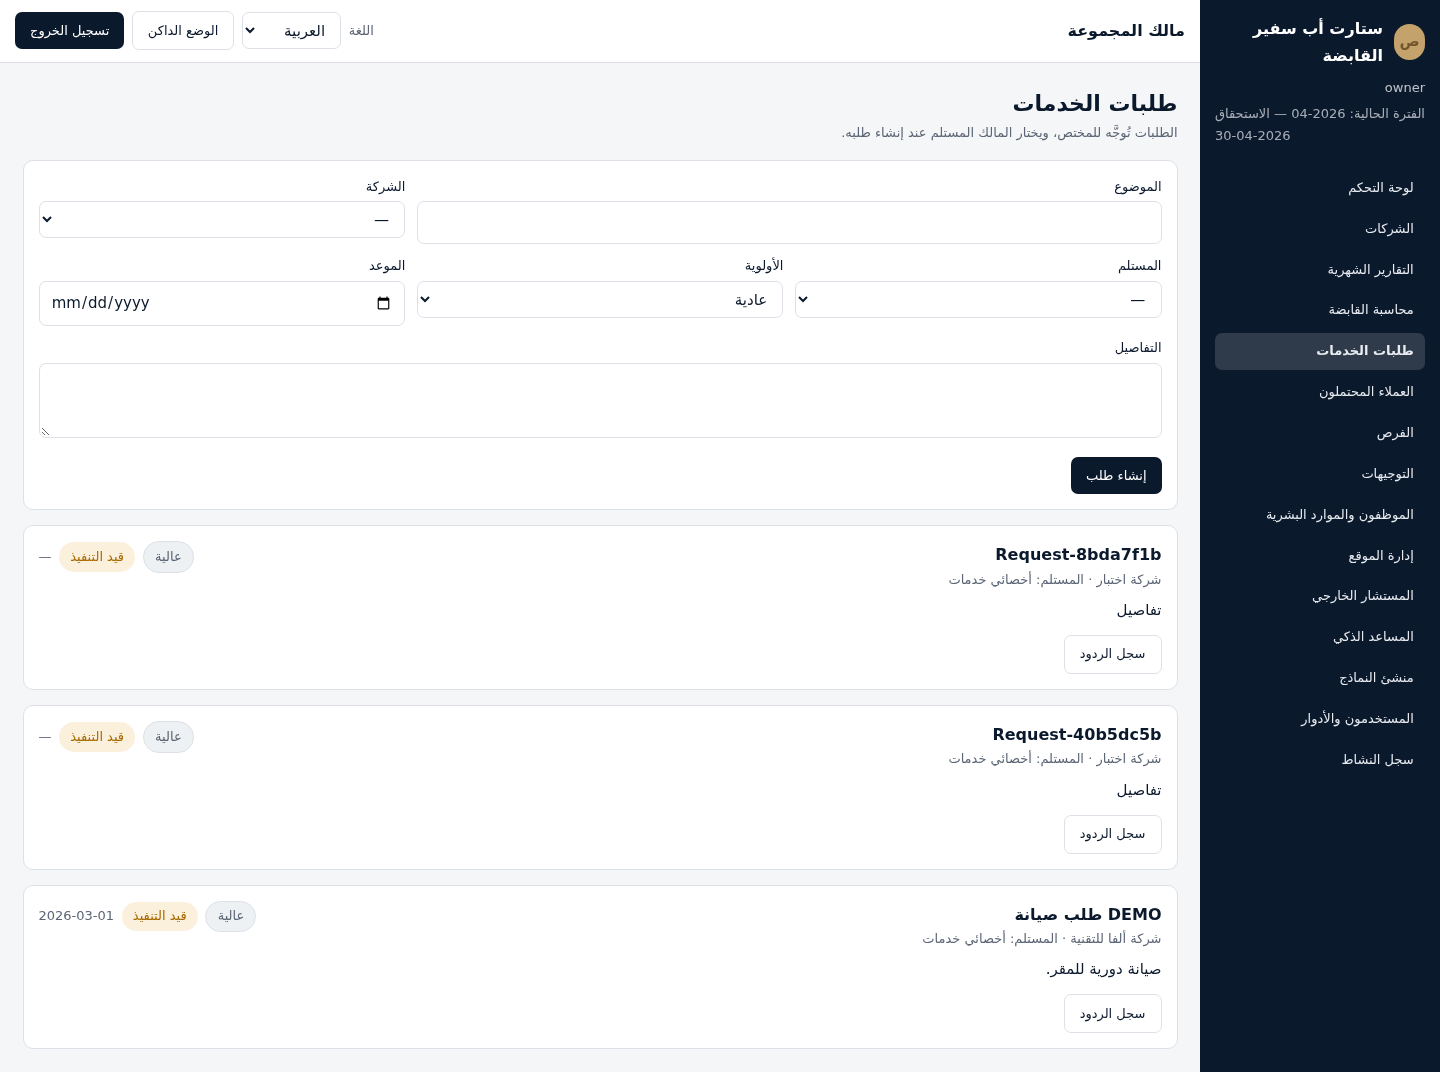 ص
ستارت أب سفير
القابضة
owner
الفترة الحالية: 2026-04 — الاستحقاق
2026-04-30
لوحة التحكم
الشركات
التقارير الشهرية
محاسبة القابضة
طلبات الخدمات
العملاء المحتملون
الفرص
التوجيهات
الموظفون والموارد البشرية
إدارة الموقع
المستشار الخارجي
المساعد الذكي
منشئ النماذج
المستخدمون والأدوار
سجل النشاط
مالك المجموعة
اللغة
العربية
الوضع الداكن
تسجيل الخروج
طلبات الخدمات
الطلبات تُوجَّه للمختص، ويختار المالك المستلم عند إنشاء طلبه.
الموضوع
الشركة
—
المستلم
الأولوية
الموعد
—
عادية
mm/dd/yyyy
التفاصيل
إنشاء طلب
Request-8bda7f1b
عالية
قيد التنفيذ
—
شركة اختبار · المستلم: أخصائي خدمات
تفاصيل
سجل الردود
Request-40b5dc5b
عالية
قيد التنفيذ
—
شركة اختبار · المستلم: أخصائي خدمات
تفاصيل
سجل الردود
DEMO طلب صيانة
عالية
قيد التنفيذ
2026-03-01
شركة ألفا للتقنية · المستلم: أخصائي خدمات
صيانة دورية للمقر.
سجل الردود